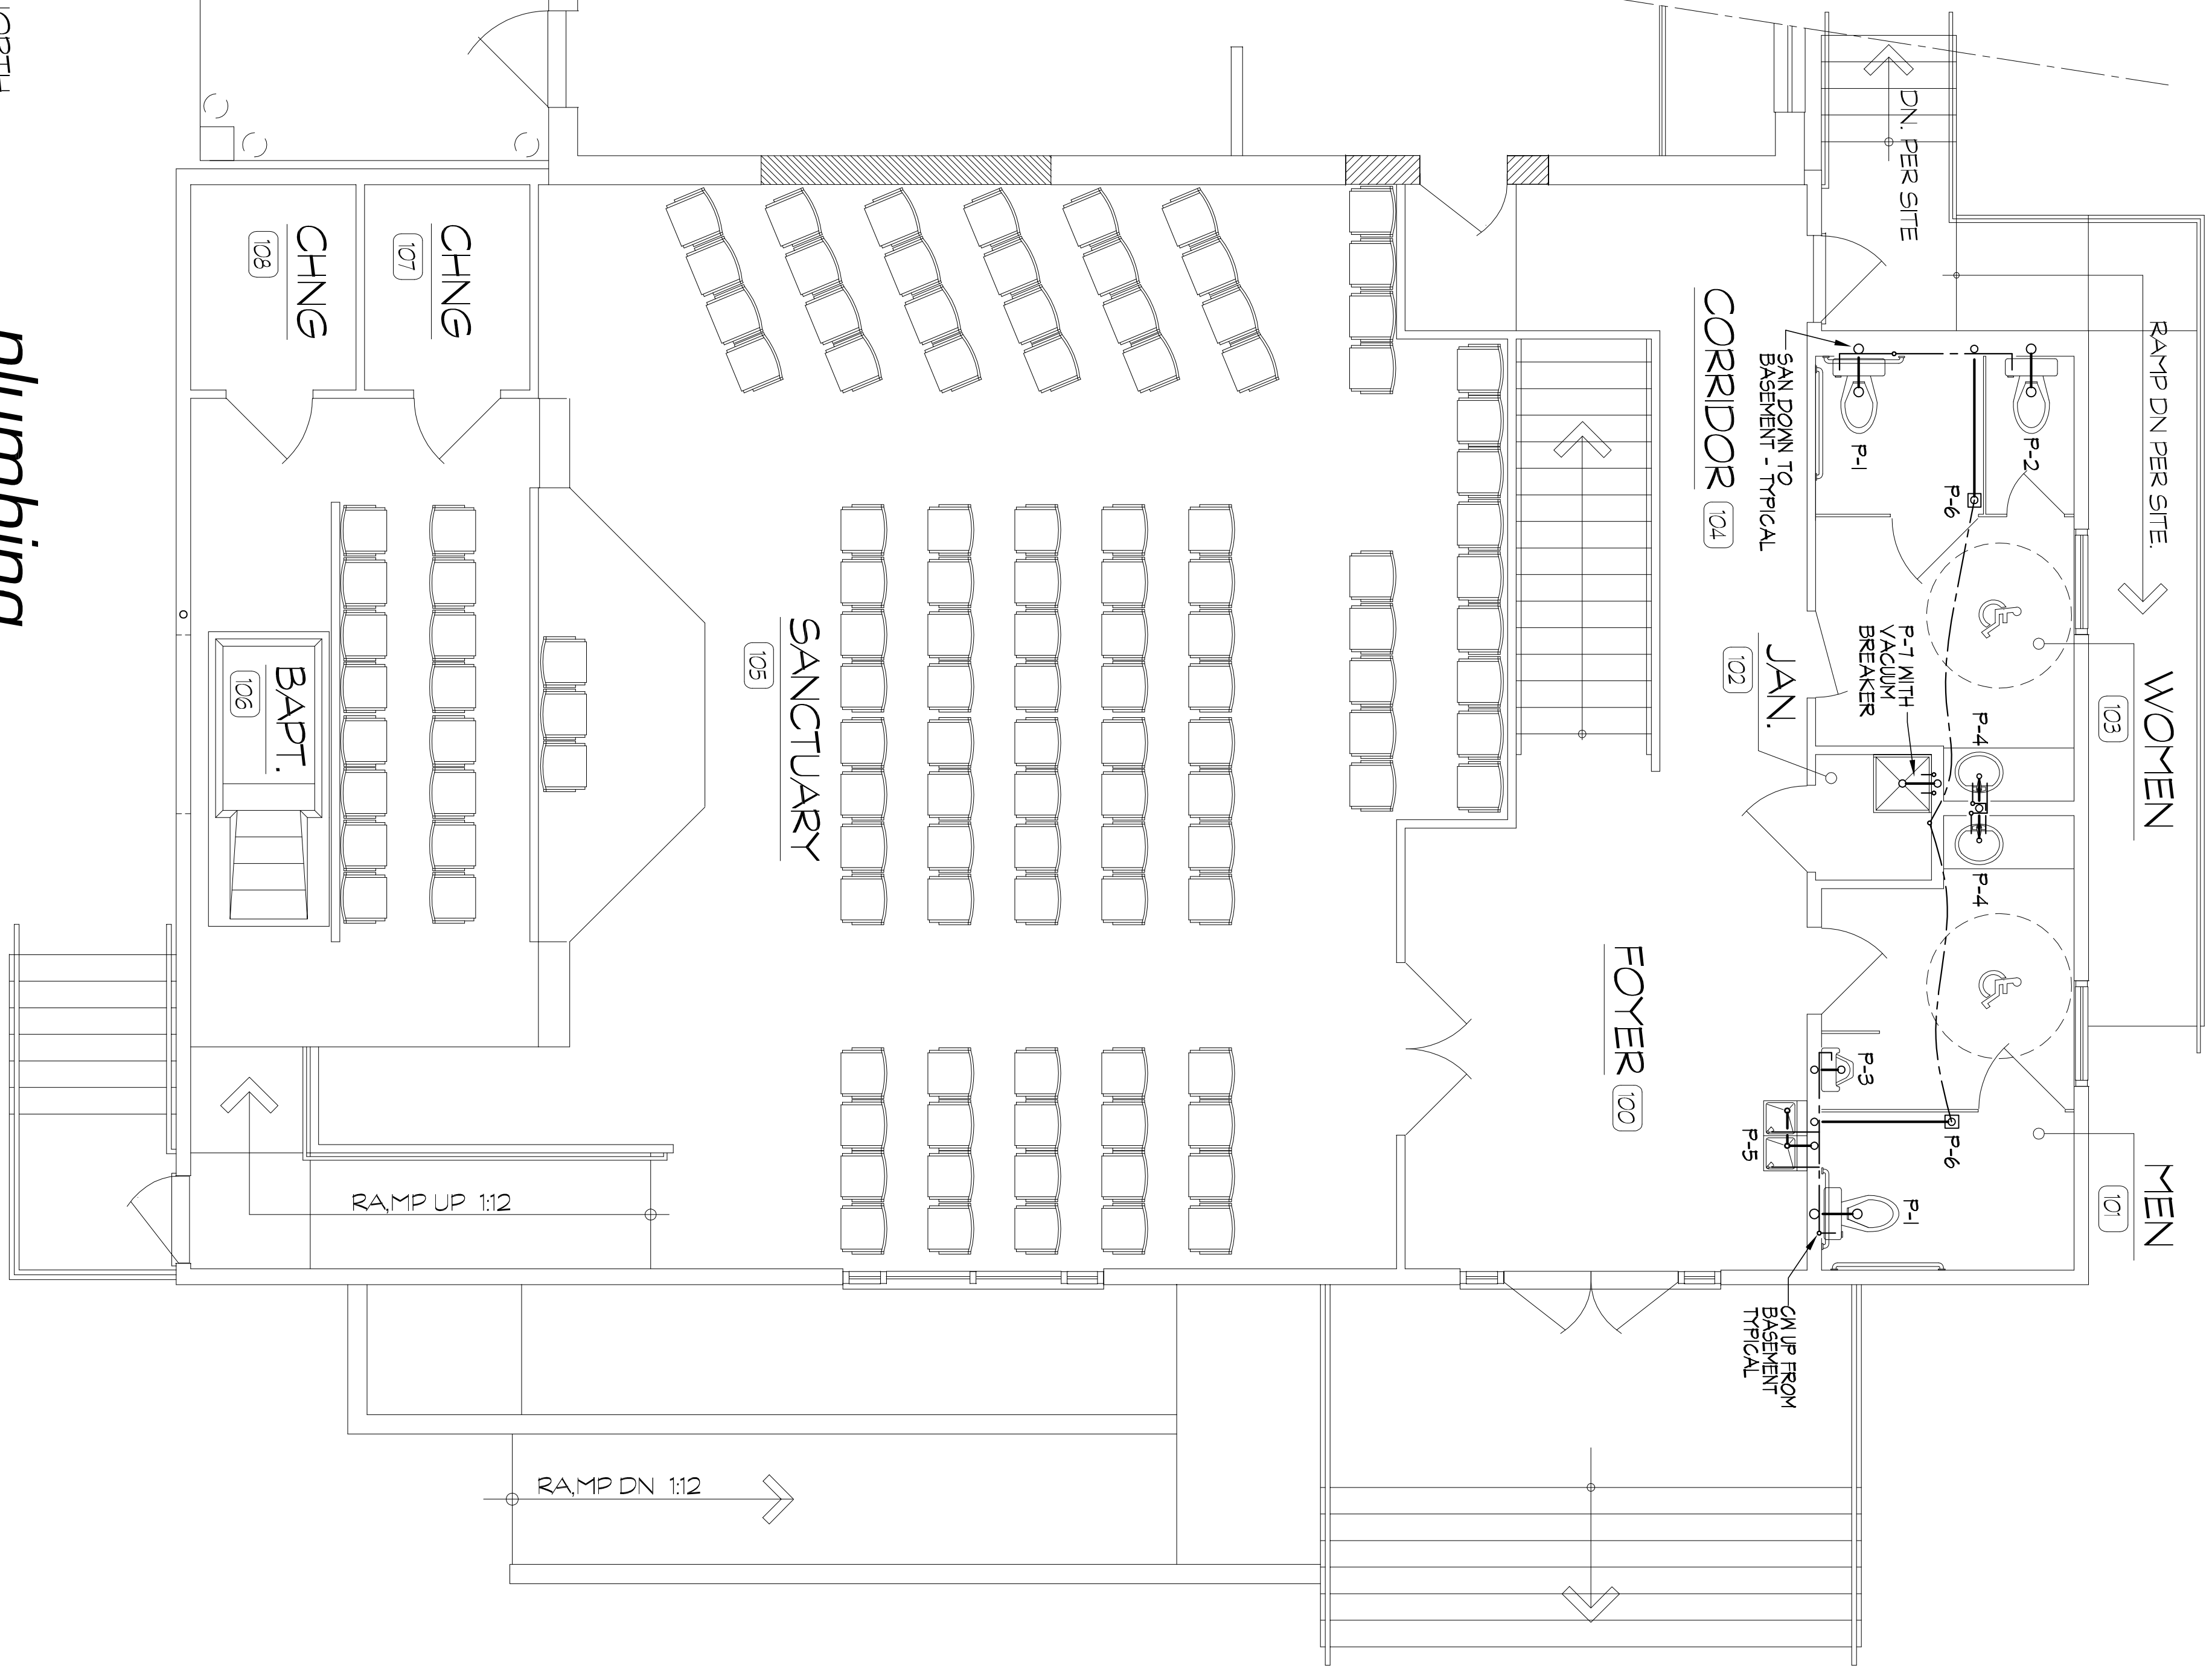 WOMEN
103
MEN
101
RAMP DN PER SITE.
DN. PER SITE
P-2
P-1
P-6
P-4
P-4
P-6
P-3
P-1
P-7 WITH
VACUUM
BREAKER
SAN DOWN TO
BASEMENT - TYPICAL
JAN.
102
P-5
CW UP FROM
BASEMENT
TYPICAL
CORRIDOR
104
FOYER
100
SANCTUARY
105
CHNG
107
CHNG
108
BAPT.
106
RA,MP UP 1:12
RA,MP DN 1:12
plumbing